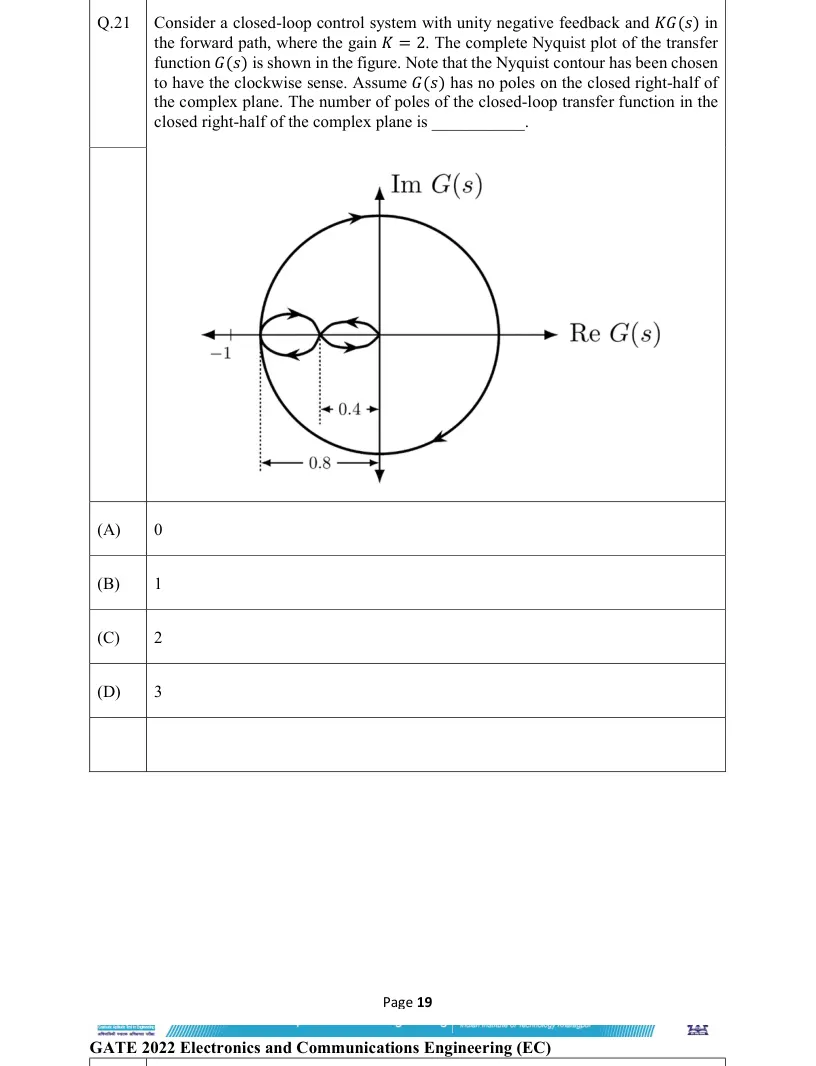 Q.21 Consider a closed-loop control system with unity negative feedback and KG(s) in
the forward path, where the gain K = 2. The complete Nyquist plot of the transfer
function G(s) is shown in the figure. Note that the Nyquist contour has been chosen
to have the clockwise sense. Assume G(s) has no poles on the closed right-half of
the complex plane. The number of poles of the closed-loop transfer function in the
closed right-half of the complex plane is ___________.
Im G(s)
Re G(s)
−1
0.4
0.8
(A) 0
(B) 1
(C) 2
(D) 3
Page 19
GATE 2022 Electronics and Communications Engineering (EC)